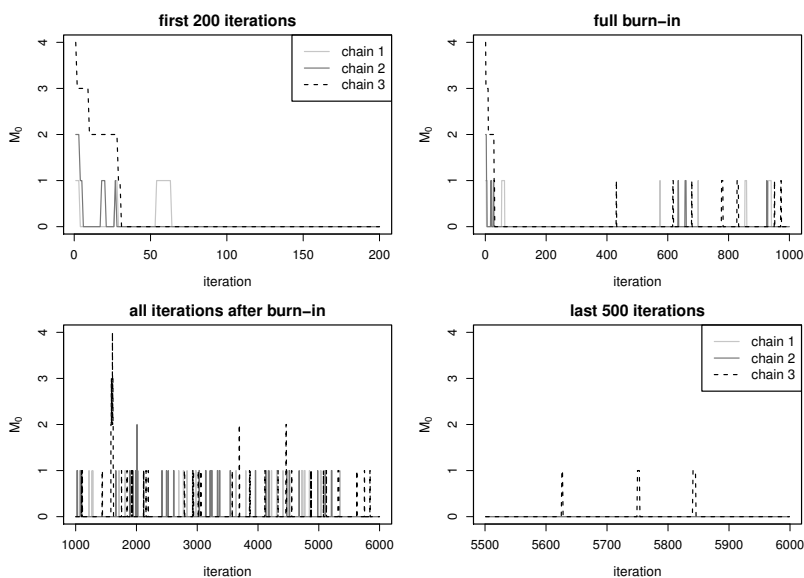 first 200 iterations
4
3
2
1
0
M0
0 50 100 150 200
iteration
chain 1
chain 2
chain 3
full burn−in
4
3
2
1
0
M0
0 200 400 600 800 1000
iteration
all iterations after burn−in
4
3
2
1
0
M0
1000 2000 3000 4000 5000 6000
iteration
last 500 iterations
4
3
2
1
0
M0
5500 5600 5700 5800 5900 6000
iteration
chain 1
chain 2
chain 3